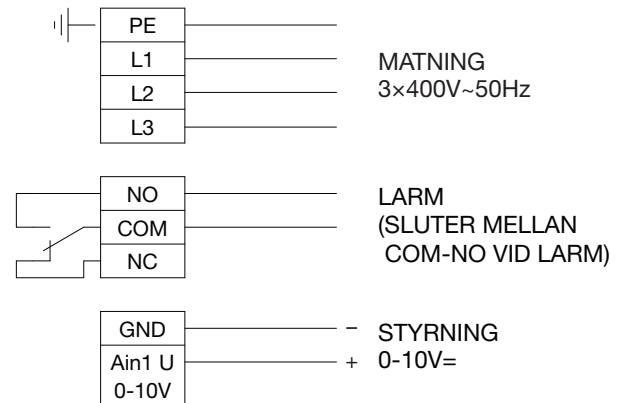 PE
L1
L2
L3
MATNING
3×400V~50Hz
NO
COM
NC
LARM
(SLUTER MELLAN
COM-NO VID LARM)
GND
Ain1 U
0-10V
−
+
STYRNING
0-10V=